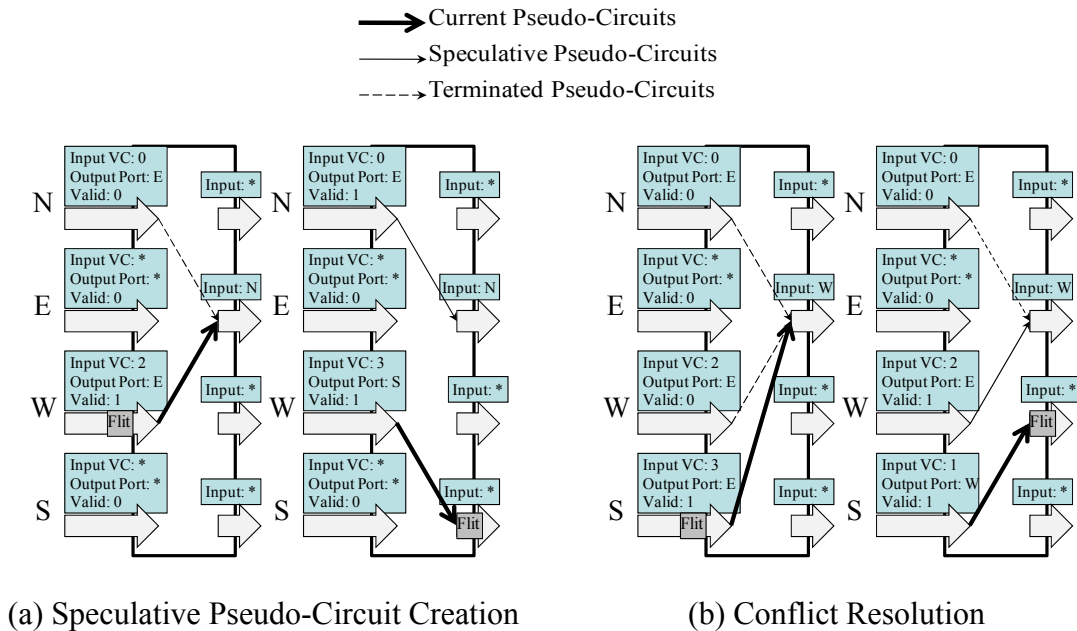 Current Pseudo-Circuits
Speculative Pseudo-Circuits
Terminated Pseudo-Circuits
N
Input VC: 0
Output Port: E
Valid: 0
Input: *
E
Input VC: *
Output Port: *
Valid: 0
Input: N
W
Input VC: 2
Output Port: E
Valid: 1
Flit
Input: *
S
Input VC: *
Output Port: *
Valid: 0
Input: *
N
Input VC: 0
Output Port: E
Valid: 1
Input: *
E
Input VC: *
Output Port: *
Valid: 0
Input: N
W
Input VC: 3
Output Port: S
Valid: 1
Input: *
S
Input VC: *
Output Port: *
Valid: 0
Input: *
Flit
(a) Speculative Pseudo-Circuit Creation
N
Input VC: 0
Output Port: E
Valid: 0
Input: *
E
Input VC: *
Output Port: *
Valid: 0
Input: W
W
Input VC: 2
Output Port: E
Valid: 0
Input: *
S
Input VC: 3
Output Port: E
Valid: 1
Flit
Input: *
N
Input VC: 0
Output Port: E
Valid: 0
Input: *
E
Input VC: *
Output Port: *
Valid: 0
Input: W
W
Input VC: 2
Output Port: E
Valid: 1
Input: *
Flit
S
Input VC: 1
Output Port: W
Valid: 1
Input: *
(b) Conflict Resolution